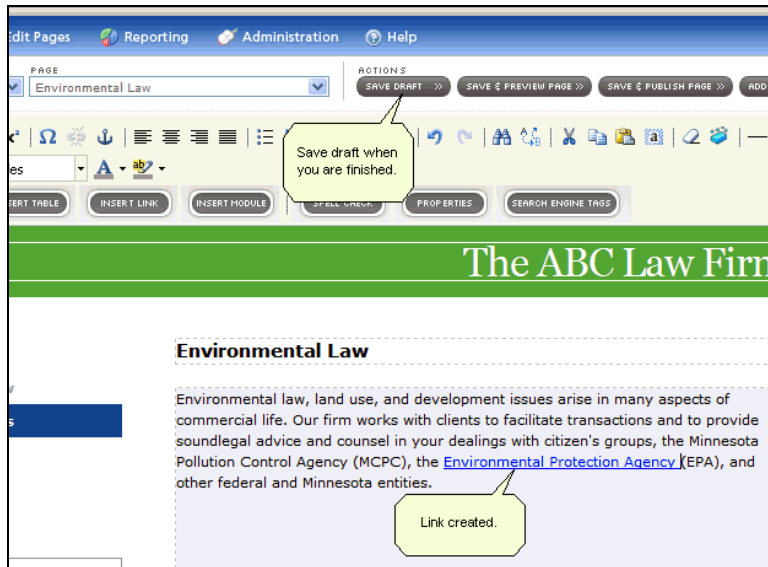 Edit Pages Reporting Administration Help
PAGE ACTIONS
Environmental Law SAVE DRAFT >> SAVE & PREVIEW PAGE >> SAVE & PUBLISH PAGE >> ADD
Save draft when
you are finished.
INSERT LINK INSERT MODULE SPELL CHECK PROPERTIES SEARCH ENGINE TAGS
The ABC Law Firm
Environmental Law
Environmental law, land use, and development issues arise in many aspects of
commercial life. Our firm works with clients to facilitate transactions and to provide
soundlegal advice and counsel in your dealings with citizen's groups, the Minnesota
Pollution Control Agency (MCPC), the Environmental Protection Agency (EPA), and
other federal and Minnesota entities.
Link created.